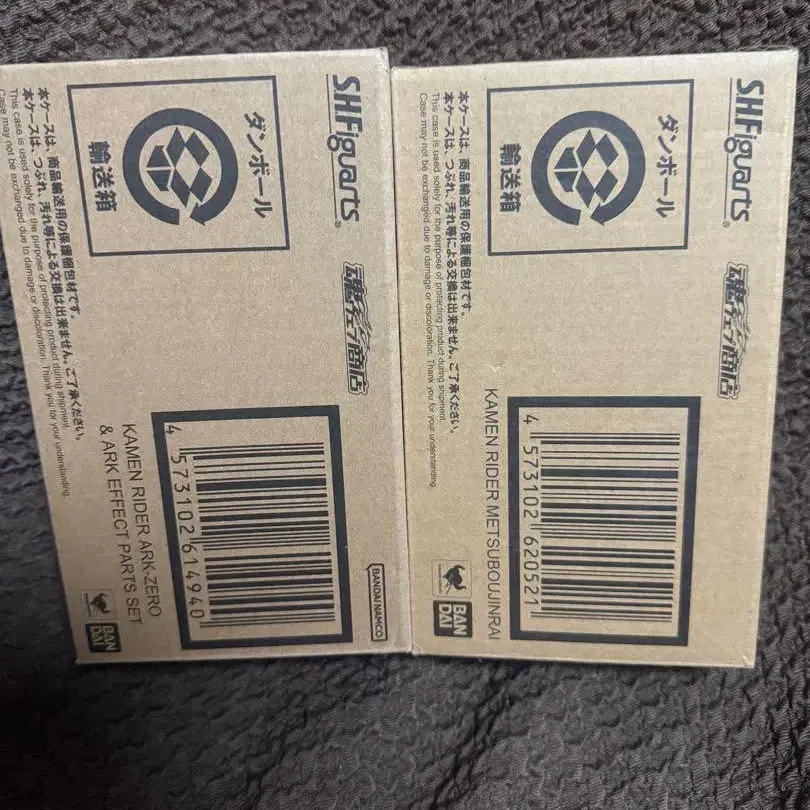 SHFiguarts®
魂ウェブ商店
ダンボール
輸送箱
本ケースは、商品輸送用の保護梱包材です。
本ケースは、つぶれ、汚れ等による交換は出来ません。ご了承ください。
This case is used solely for the purpose of protecting product during shipment.
Case may not be exchanged due to damage or discoloration. Thank you for your understanding.
4 573102 614940
KAMEN RIDER ARK-ZERO
& ARK EFFECT PARTS SET
BANDAI NAMCO
BAN
DAI
SHFiguarts®
魂ウェブ商店
ダンボール
輸送箱
本ケースは、商品輸送用の保護梱包材です。
本ケースは、つぶれ、汚れ等による交換は出来ません。ご了承ください。
This case is used solely for the purpose of protecting product during shipment.
Case may not be exchanged due to damage or discoloration. Thank you for your understanding.
4 573102 620521
KAMEN RIDER METSUBOUJINRAI
BAN
DAI